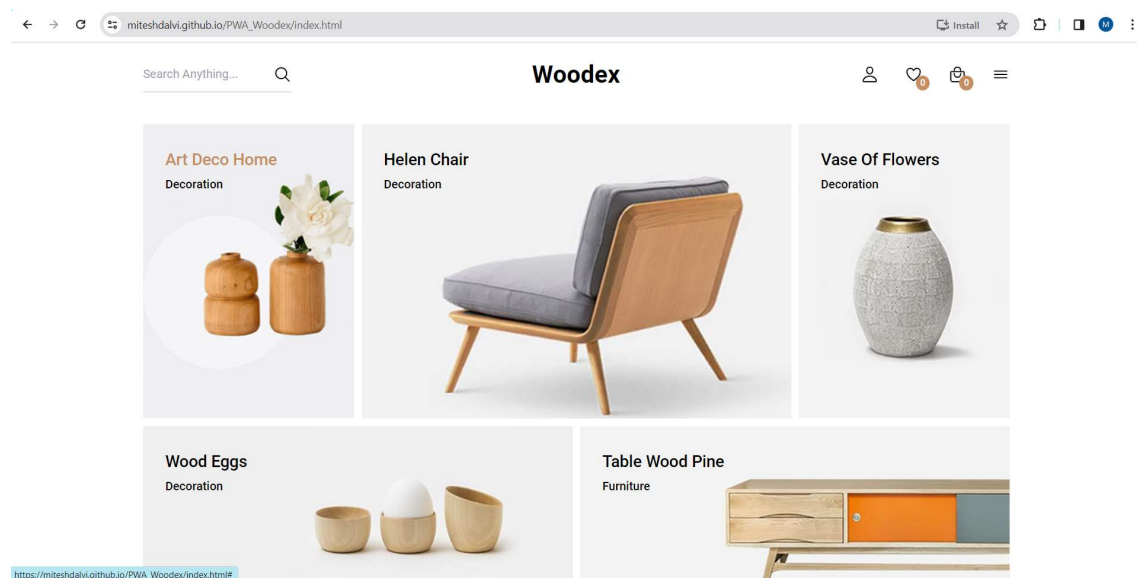 miteshdalvi.github.io/PWA_Woodex/index.html
Install
M
Search Anything...
Woodex
0
0
Art Deco Home
Decoration
Helen Chair
Decoration
Vase Of Flowers
Decoration
Wood Eggs
Decoration
Table Wood Pine
Furniture
https://miteshdalvi.github.io/PWA_Woodex/index.html#